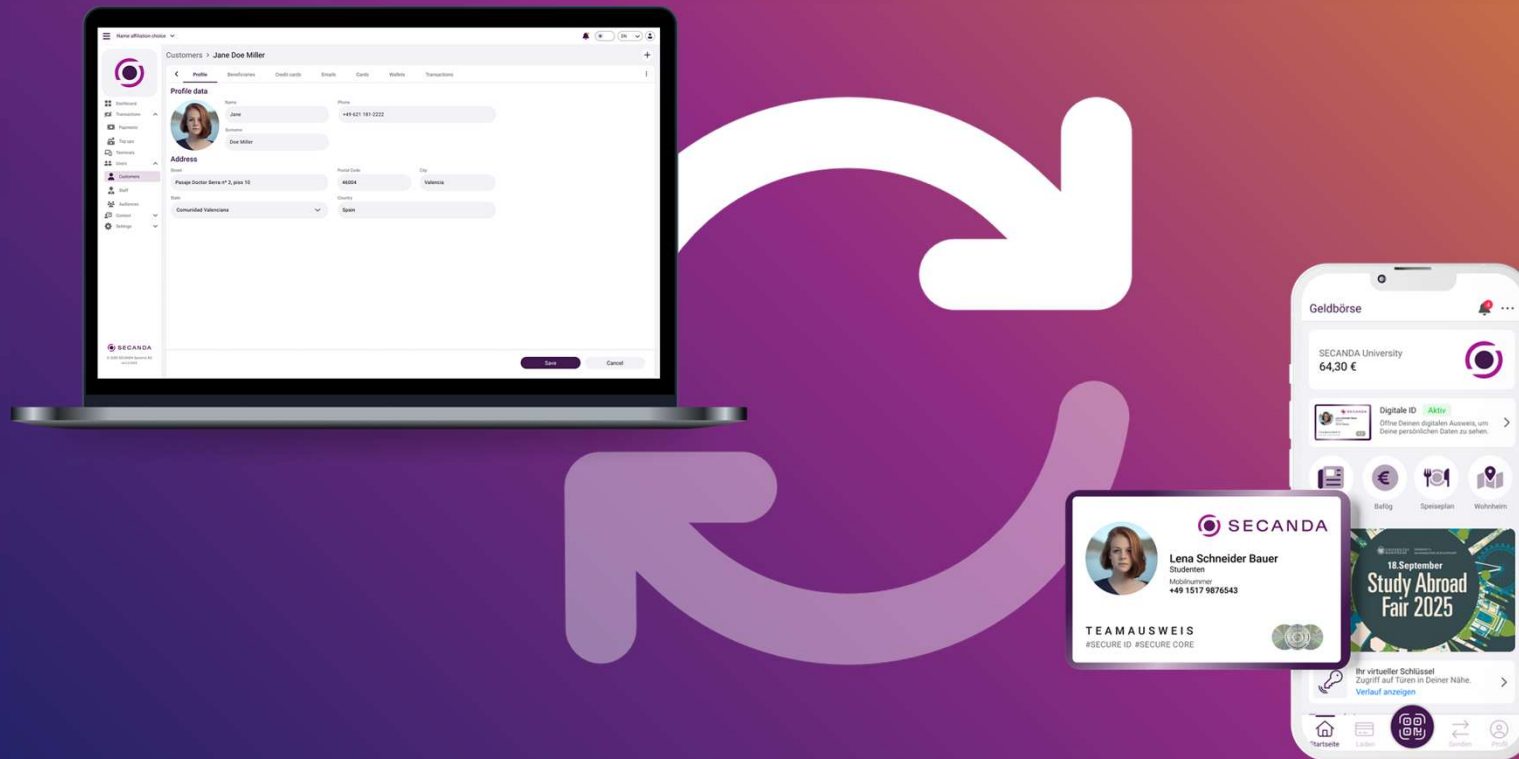 Name affiliation choice
EN
Customers > Jane Doe Miller
Profile
Beneficiaries
Credit cards
Emails
Cards
Wallets
Transactions
Profile data
Name
Jane
Phone
+49 621 181-2222
Surname
Doe Miller
Address
Street
Pasaje Doctor Serra nº 2, piso 10
Postal Code
46004
City
Valencia
State
Comunidad Valenciana
Country
Spain
Dashboard
Transactions
Payments
Top ups
Terminals
Users
Customers
Staff
Audiences
Content
Settings
SECANDA
Save
Cancel
Geldbörse
SECANDA University
64,30 €
Digitale ID Aktiv
Öffne Deinen digitalen Ausweis, um
Deine persönlichen Daten zu sehen.
Bafög
Speiseplan
Wohnheim
18.September
Study Abroad
Fair 2025
Ihr virtueller Schlüssel
Zugriff auf Türen in Deiner Nähe.
Verlauf anzeigen
Startseite
Laden
Senden
Profil
SECANDA
Lena Schneider Bauer
Studenten
Mobilnummer
+49 1517 9876543
TEAMAUSWEIS
#SECURE ID #SECURE CORE